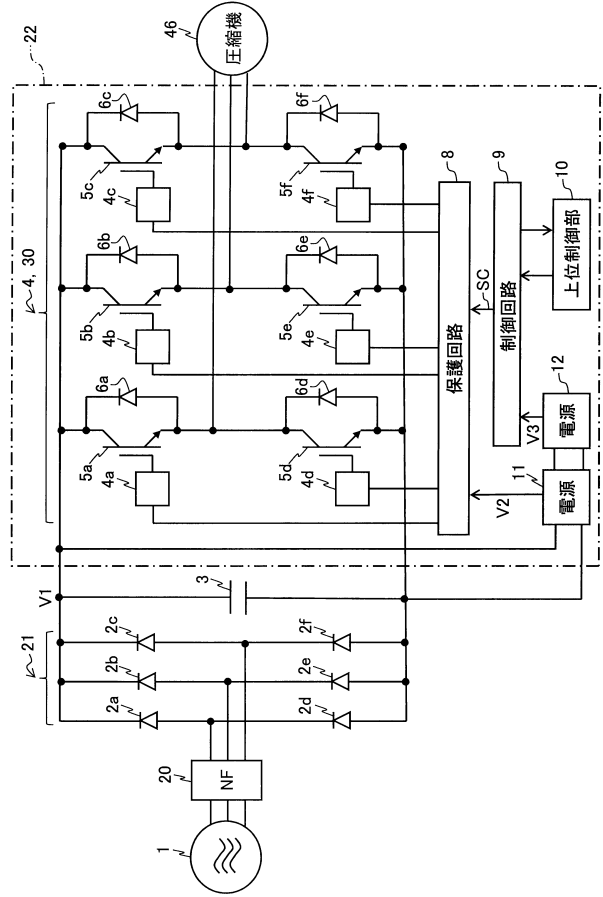 1
20
NF
21
2a
2b
2c
2d
2e
2f
V1
3
22
4, 30
5a
6a
4a
5b
6b
4b
5c
6c
4c
5d
6d
4d
5e
6e
4e
5f
6f
4f
46
圧縮機
保護回路
8
制御回路
9
SC
上位制御部
10
V2
V3
電源
11
電源
12